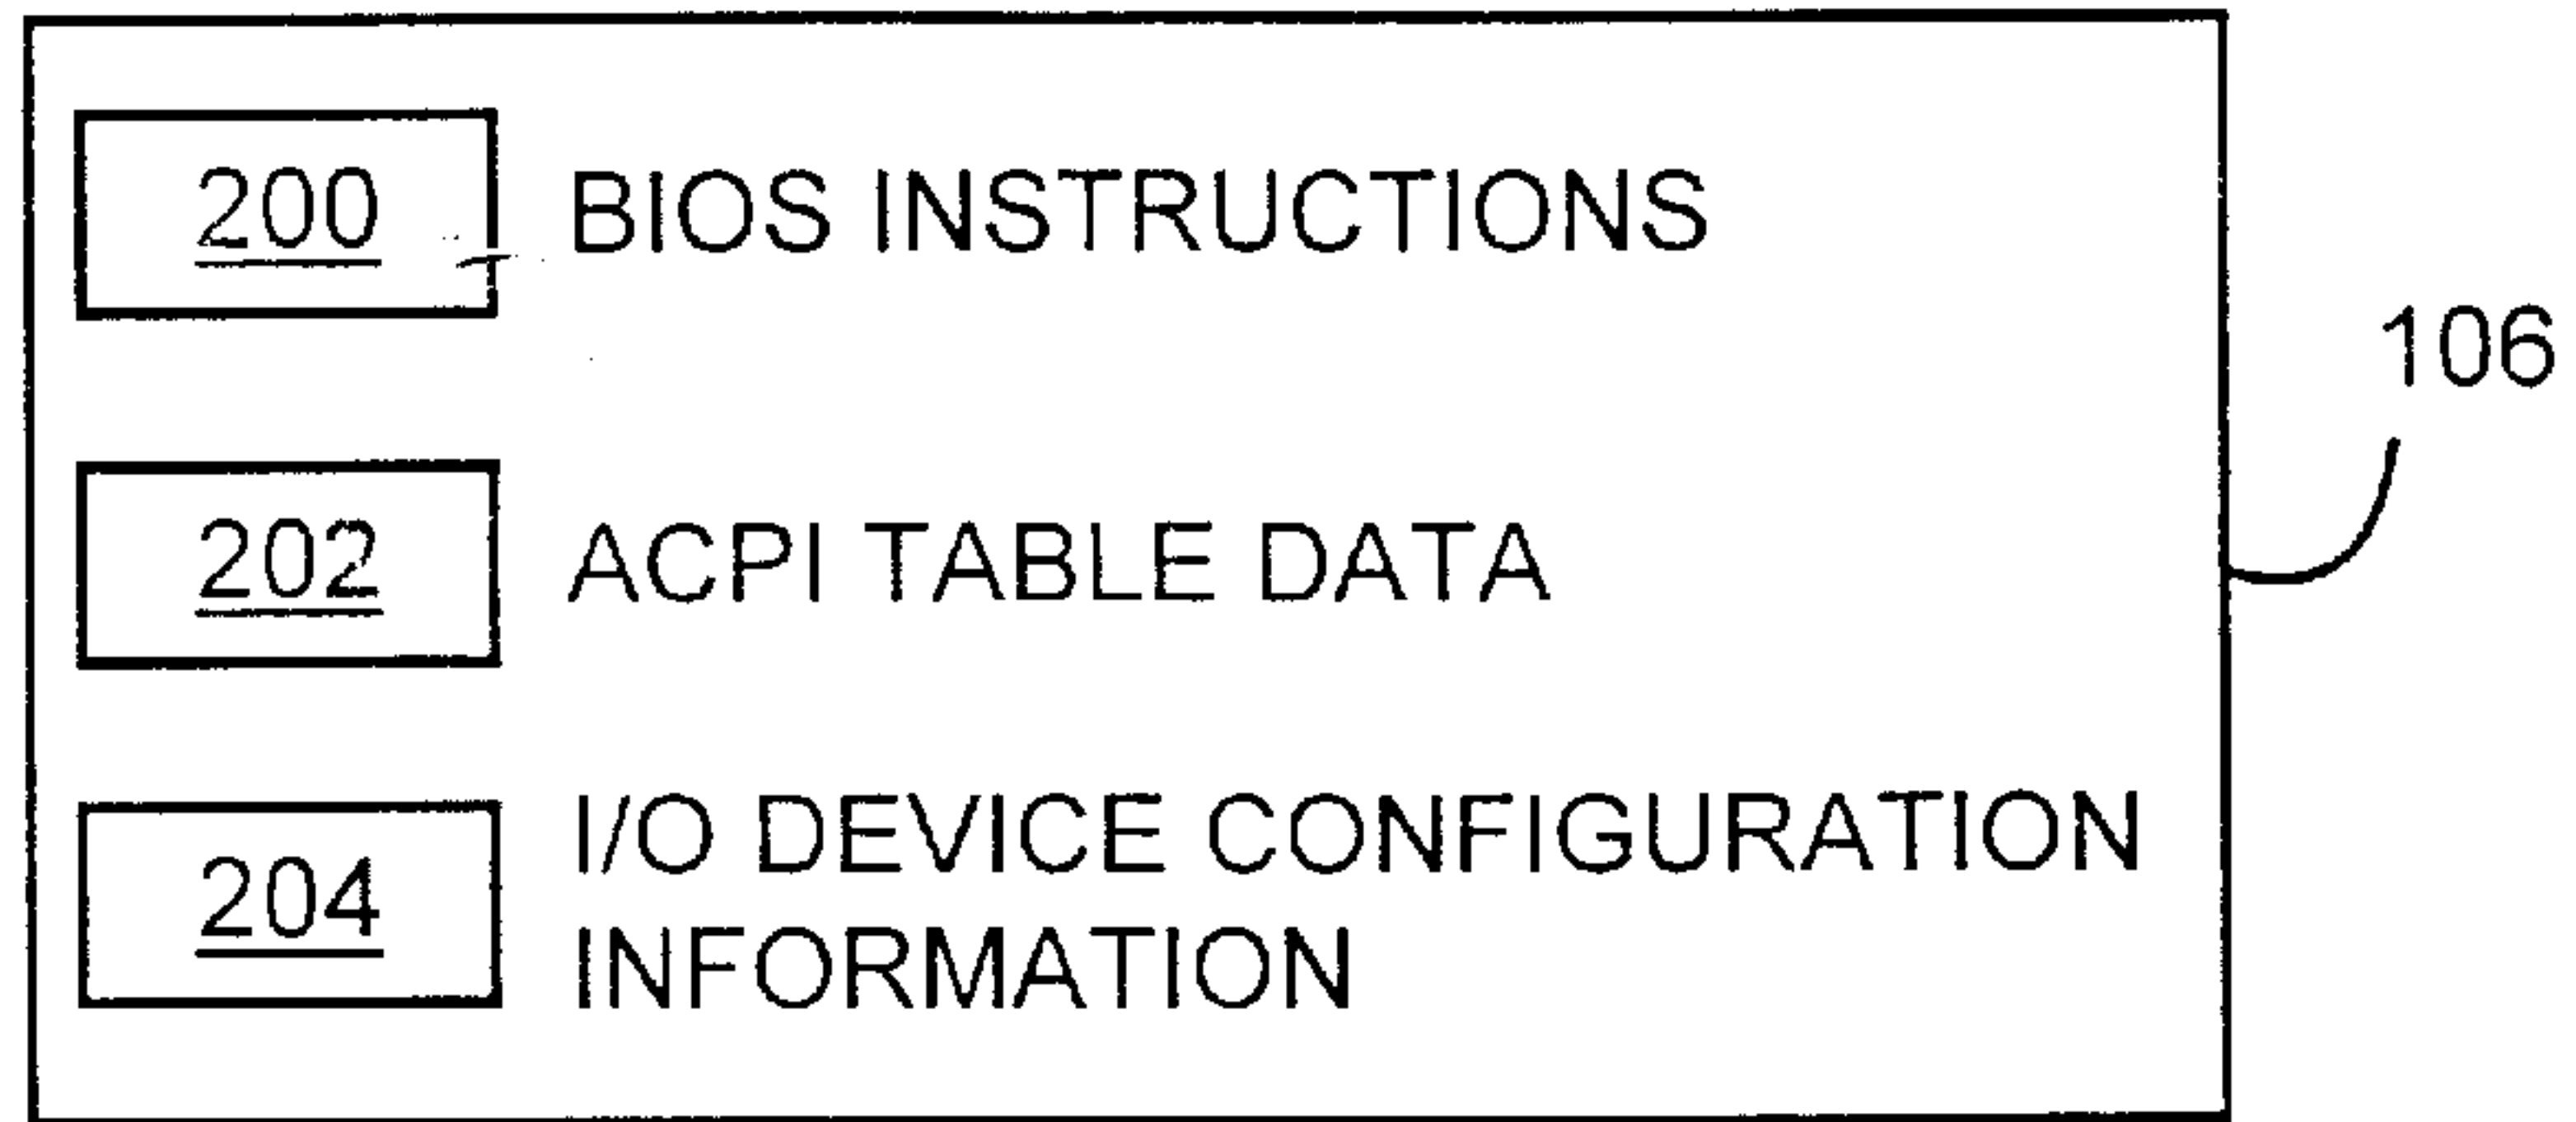 200 BIOS INSTRUCTIONS
106
202 ACPI TABLE DATA
204 I/O DEVICE CONFIGURATION
INFORMATION